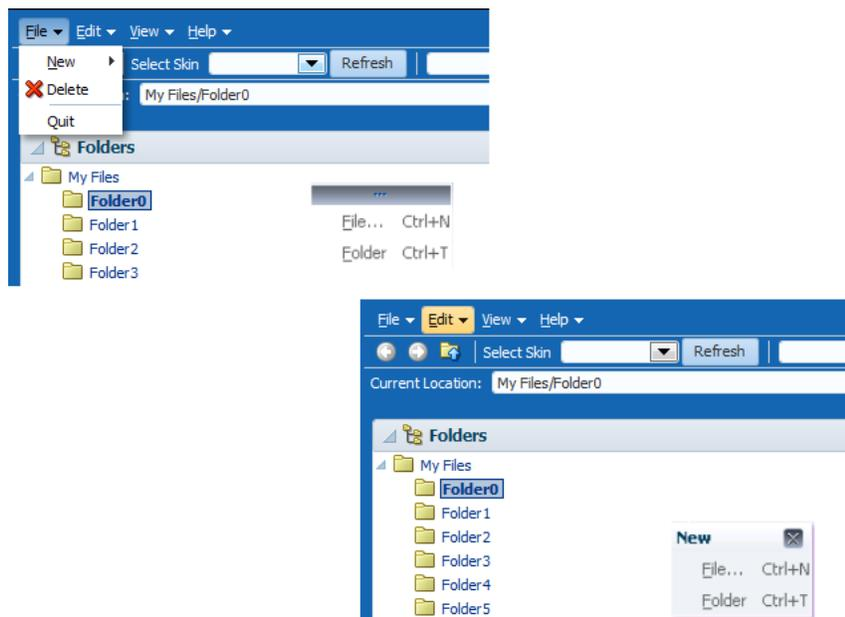 File Edit View Help
New Select Skin Refresh
Delete : My Files/Folder0
Quit
Folders
My Files
Folder0
Folder1
Folder2
Folder3
File... Ctrl+N
Folder Ctrl+T
File Edit View Help
Select Skin Refresh
Current Location: My Files/Folder0
Folders
My Files
Folder0
Folder1
Folder2
Folder3
Folder4
Folder5
New
File... Ctrl+N
Folder Ctrl+T